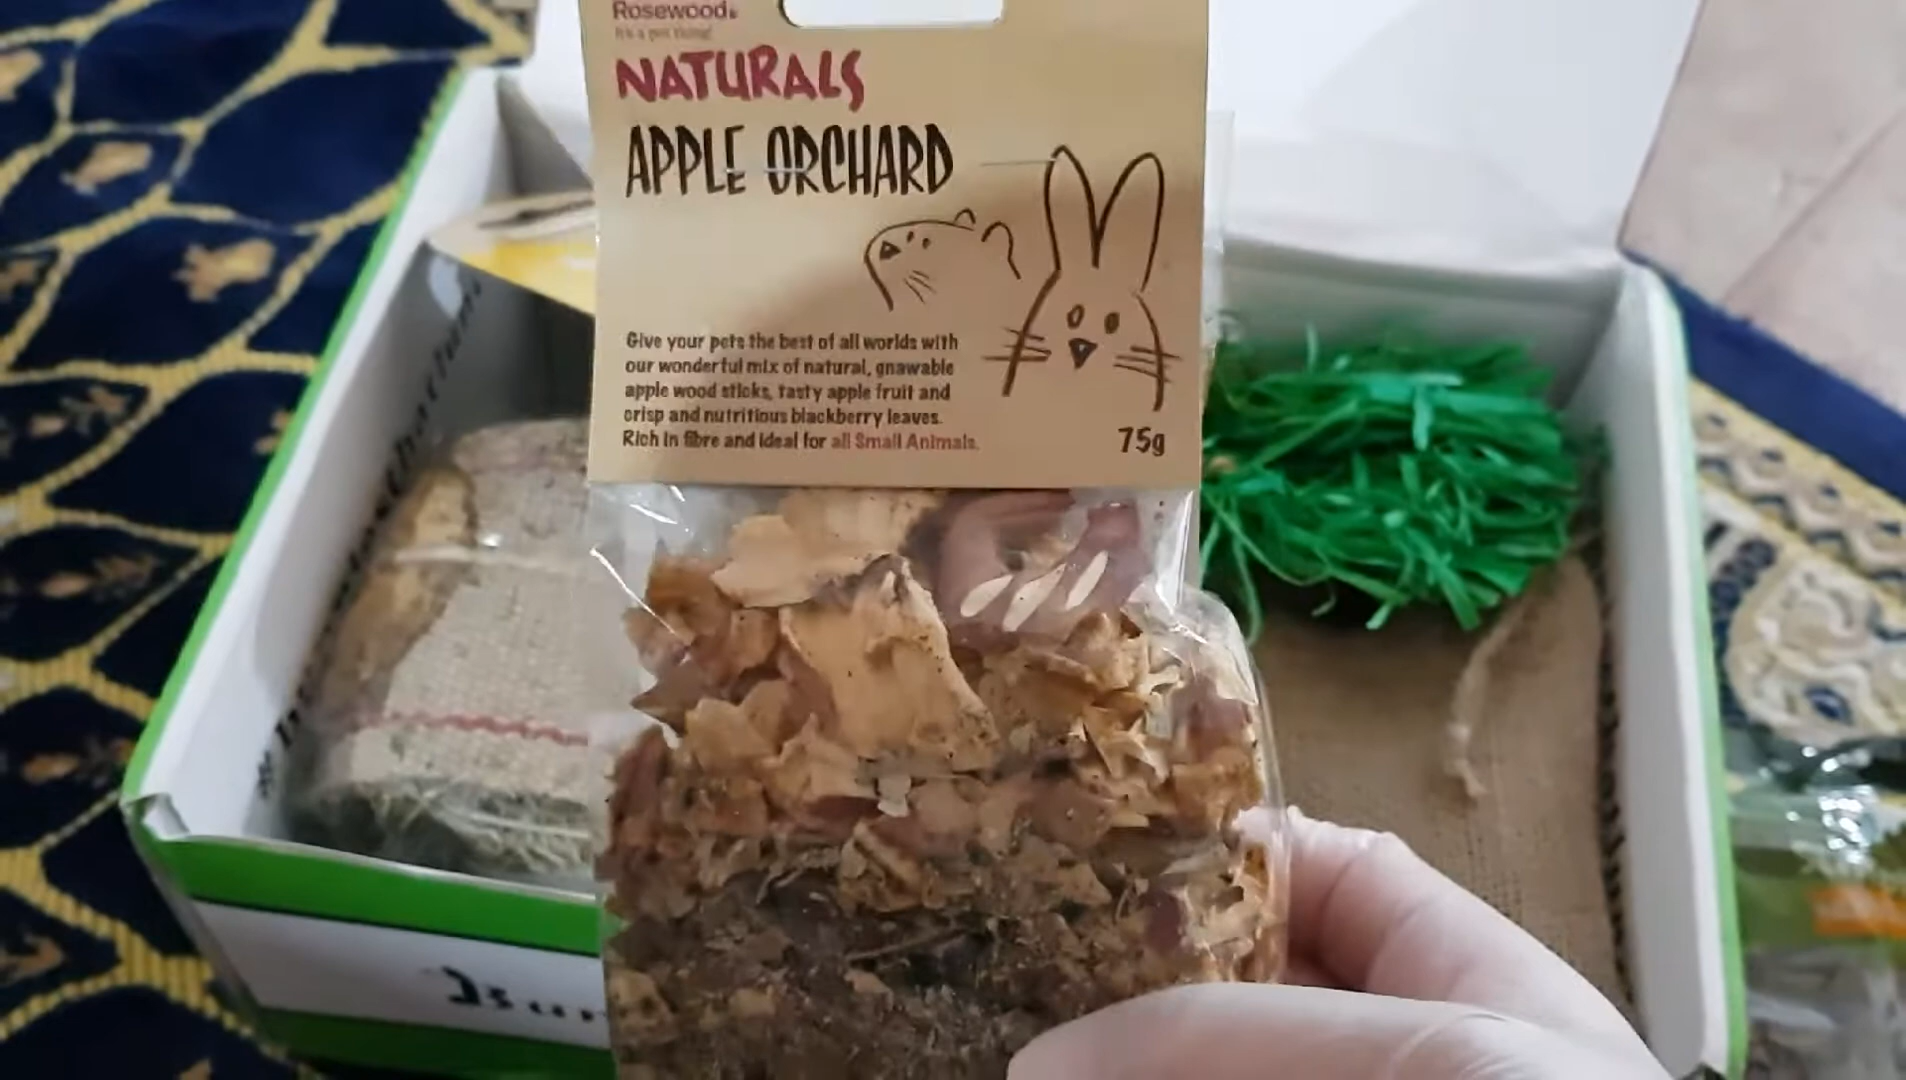 Rosewood.
It's a pet thing!
NATURALS
APPLE ORCHARD
Give your pets the best of all worlds with
our wonderful mix of natural, gnawable
apple wood sticks, tasty apple fruit and
crisp and nutritious blackberry leaves.
Rich in fibre and ideal for all Small Animals.
75g